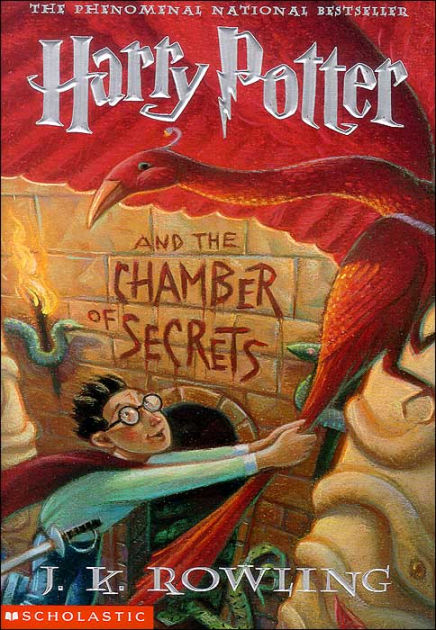 THE PHENOMENAL NATIONAL BESTSELLER
Harry Potter
AND THE
CHAMBER
OF SECRETS
J. K. ROWLING
SCHOLASTIC